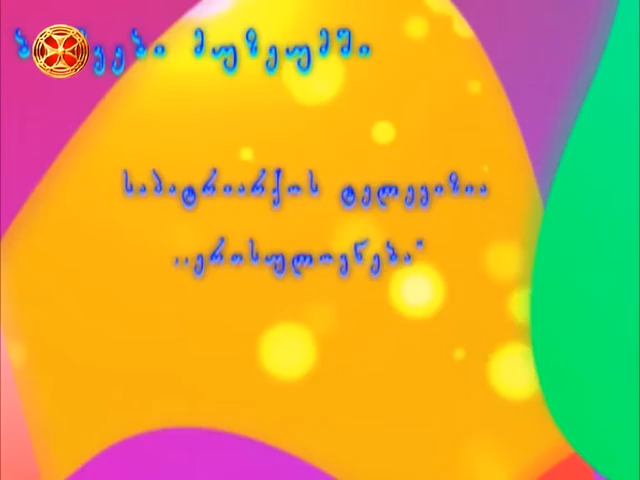 მუზეუმში
საპატრიარქოს ტელევიზია
,,ერთსულოვნება"